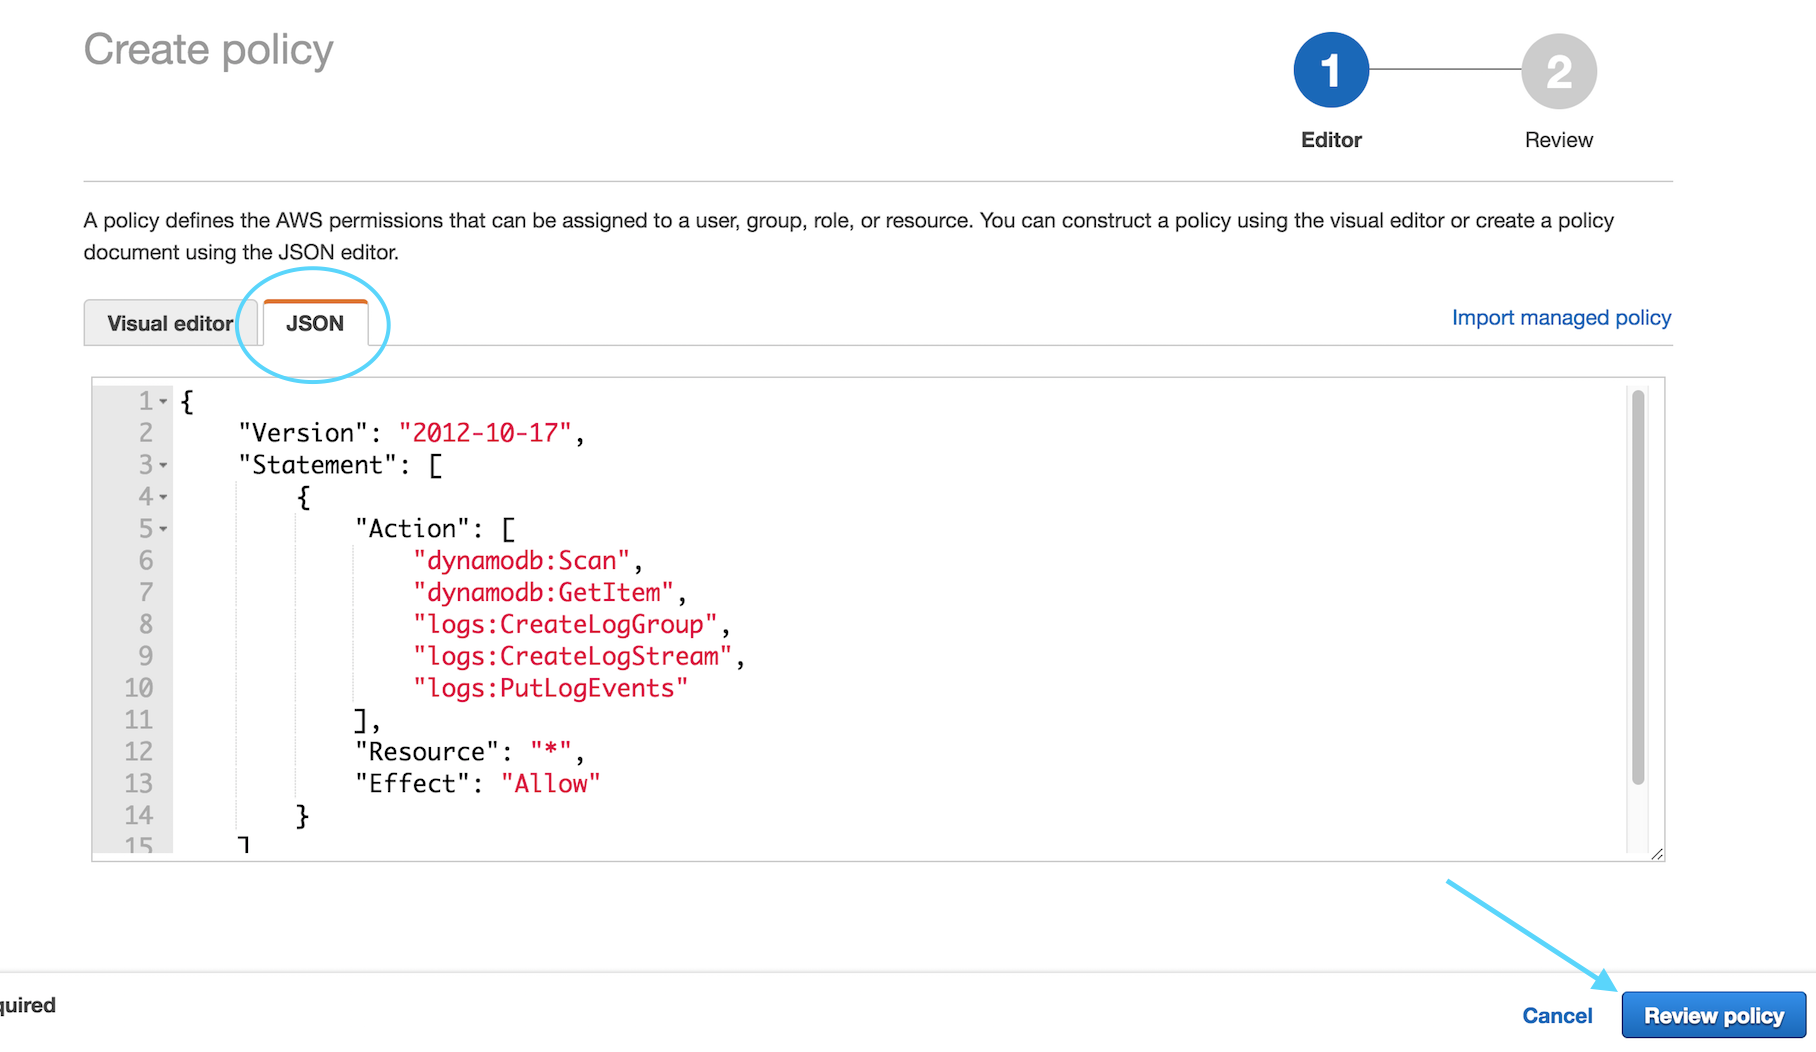 Create policy
1
2
Editor
Review
A policy defines the AWS permissions that can be assigned to a user, group, role, or resource. You can construct a policy using the visual editor or create a policy
document using the JSON editor.
Visual editor
JSON
Import managed policy
1 {
2     "Version": "2012-10-17",
3     "Statement": [
4         {
5             "Action": [
6                 "dynamodb:Scan",
7                 "dynamodb:GetItem",
8                 "logs:CreateLogGroup",
9                 "logs:CreateLogStream",
10                 "logs:PutLogEvents"
11             ],
12             "Resource": "*",
13             "Effect": "Allow"
14         }
15     ]
quired
Cancel
Review policy